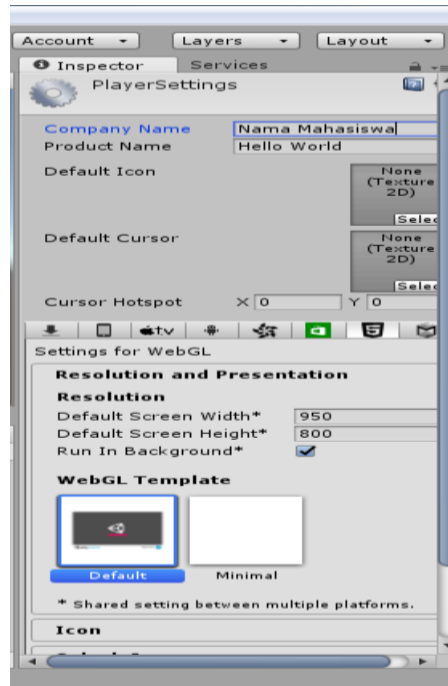 Account Layers Layout
Inspector Services
PlayerSettings
Company Name Nama Mahasiswa
Product Name Hello World
Default Icon None
(Texture
2D)
Selec
Default Cursor None
(Texture
2D)
Selec
Cursor Hotspot X 0 Y 0
tv
Settings for WebGL
Resolution and Presentation
Resolution
Default Screen Width* 950
Default Screen Height* 800
Run In Background*
WebGL Template
Default Minimal
* Shared setting between multiple platforms.
Icon